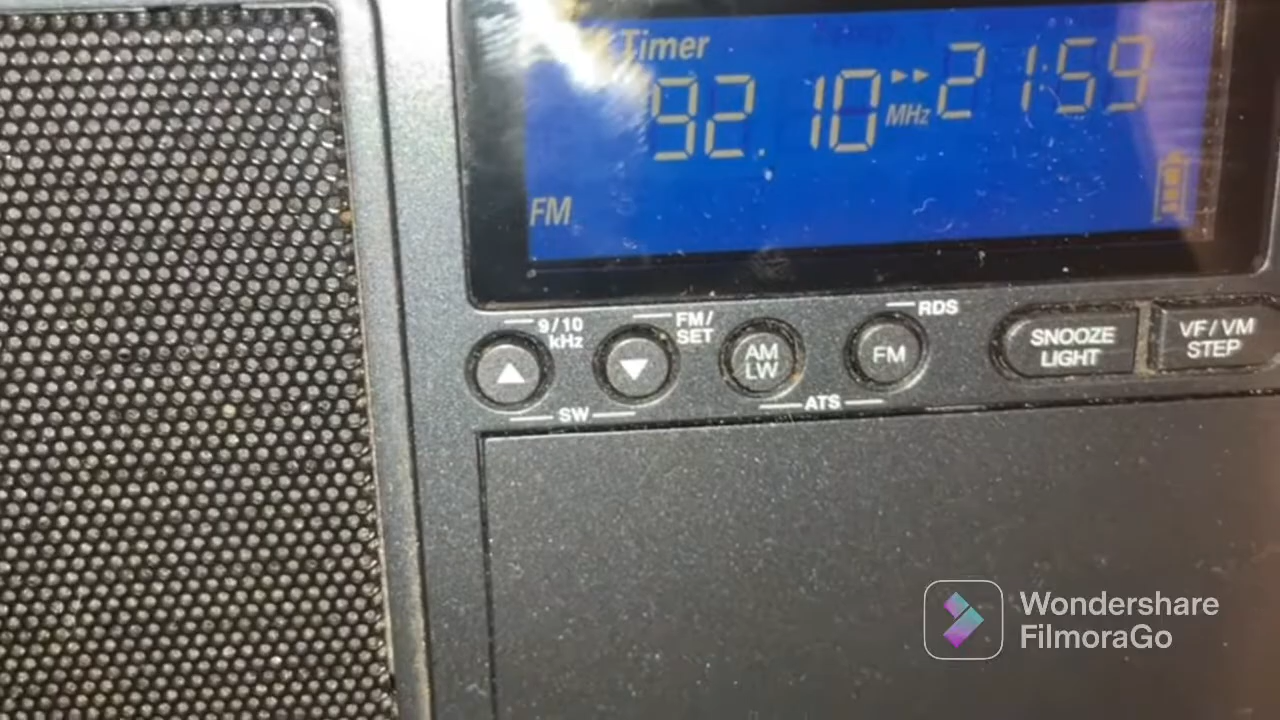 Timer
92.10 MHz ▸▸ 21:59
FM
9/10
kHz
FM/
SET
RDS
AM
LW
FM
SNOOZE
LIGHT
VF/VM
STEP
SW
ATS
Wondershare
FilmoraGo